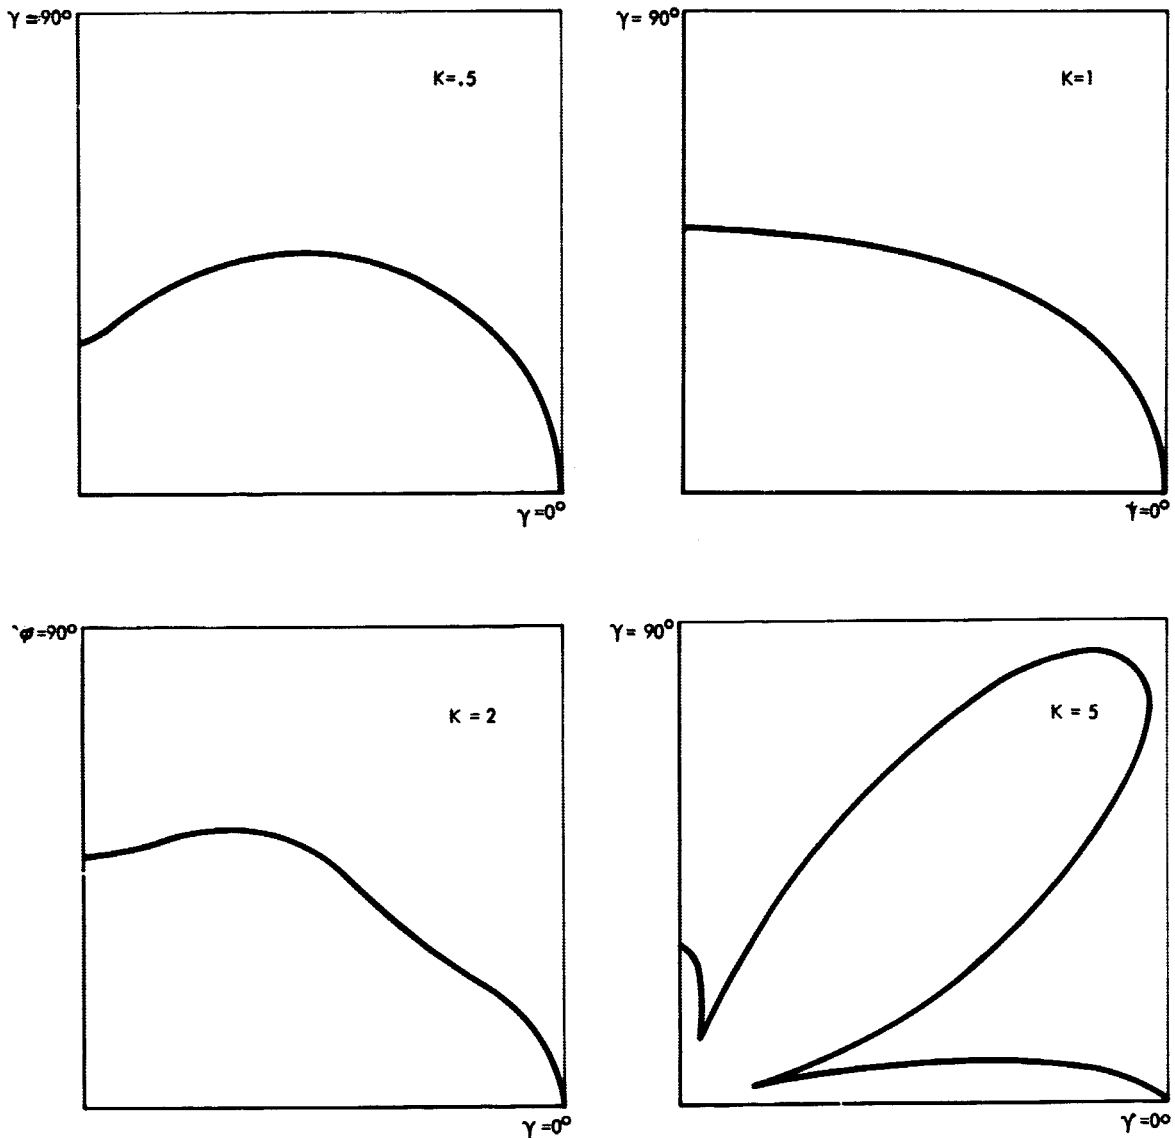 γ = 90°
K=.5
γ =0°
γ = 90°
K=1
γ=0°
φ=90°
K = 2
γ =0°
γ = 90°
K = 5
γ=0°